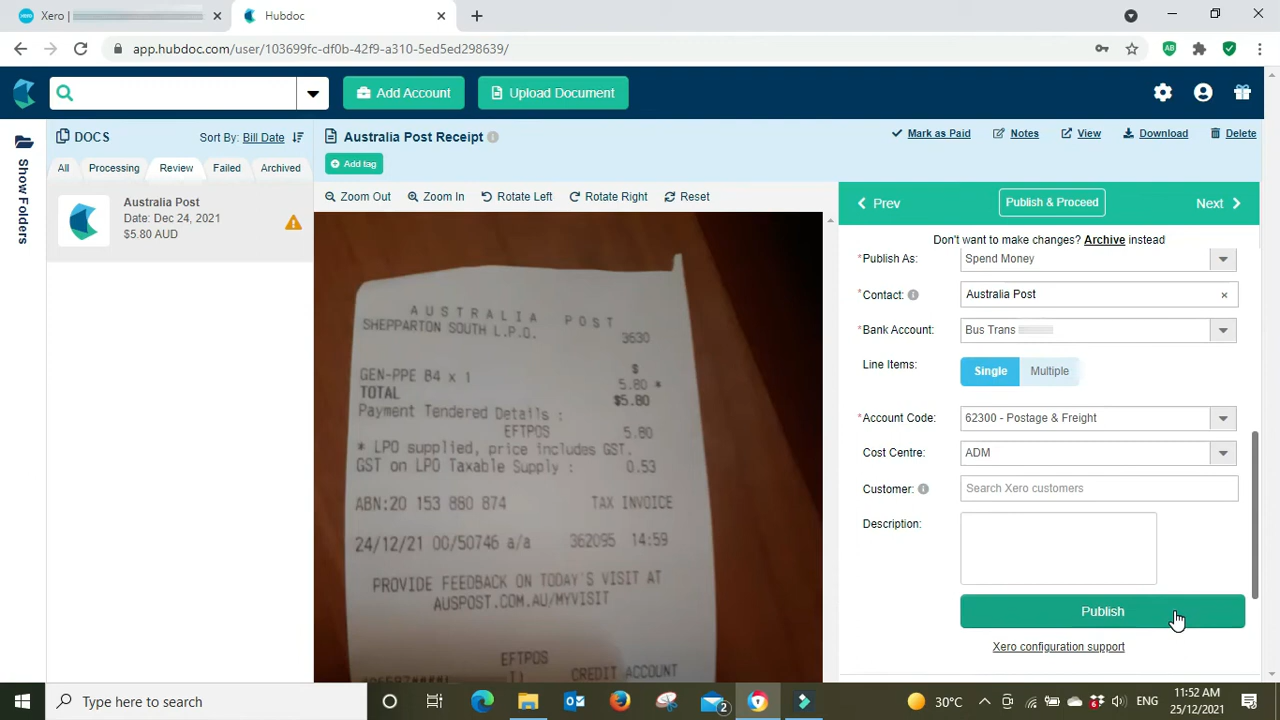 Xero |
Hubdoc
app.hubdoc.com/user/103699fc-df0b-42f9-a310-5ed5ed298639/
Add Account
Upload Document
Show Folders
DOCS
Sort By: Bill Date
All
Processing
Review
Failed
Archived
Australia Post
Date: Dec 24, 2021
$5.80 AUD
Australia Post Receipt
Add tag
Mark as Paid
Notes
View
Download
Delete
Zoom Out
Zoom In
Rotate Left
Rotate Right
Reset
AUSTRALIA POST
SHEPPARTON SOUTH L.P.O.
3630
$
GEN-PPE B4 x 1 5.80 *
TOTAL $5.80
Payment Tendered Details :
EFTPOS 5.80
* LPO supplied, price includes GST.
GST on LPO Taxable Supply : 0.53
ABN:20 153 880 874 TAX INVOICE
24/12/21 00/50746 a/a 362095 14:59
PROVIDE FEEDBACK ON TODAY'S VISIT AT
AUSPOST.COM.AU/MYVISIT
EFTPOS
CREDIT ACCOUNT
Prev
Publish & Proceed
Next
Don't want to make changes? Archive instead
*Publish As: Spend Money
*Contact: Australia Post
*Bank Account: Bus Trans
Line Items: Single Multiple
*Account Code: 62300 - Postage & Freight
Cost Centre: ADM
Customer: Search Xero customers
Description:
Publish
Xero configuration support
Type here to search
2
30°C
ENG
11:52 AM
25/12/2021